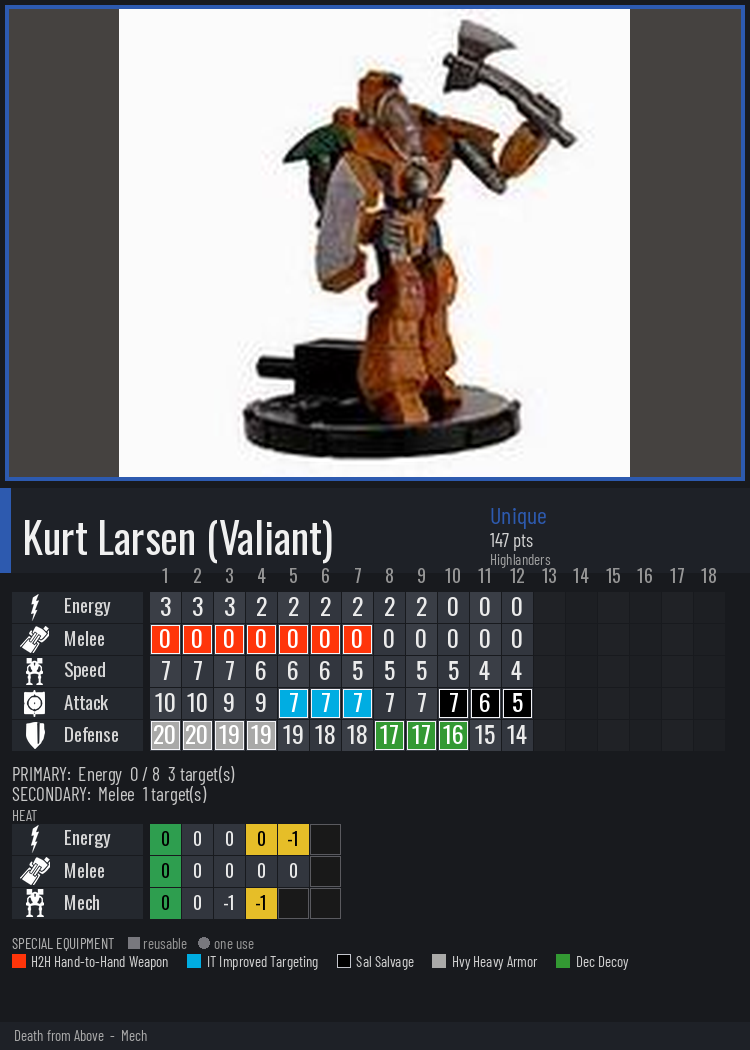 Kurt Larsen (Valiant)
Unique
147 pts
Highlanders
1 2 3 4 5 6 7 8 9 10 11 12 13 14 15 16 17 18
Energy 3 3 3 2 2 2 2 2 2 0 0 0
Melee 0 0 0 0 0 0 0 0 0 0 0 0
Speed 7 7 7 6 6 6 5 5 5 5 4 4
Attack 10 10 9 9 7 7 7 7 7 7 6 5
Defense 20 20 19 19 19 18 18 17 17 16 15 14
PRIMARY: Energy 0 / 8 3 target(s)
SECONDARY: Melee 1 target(s)
HEAT
Energy 0 0 0 0 -1
Melee 0 0 0 0 0
Mech 0 0 -1 -1
SPECIAL EQUIPMENT reusable one use
H2H Hand-to-Hand Weapon IT Improved Targeting Sal Salvage Hvy Heavy Armor Dec Decoy
Death from Above - Mech